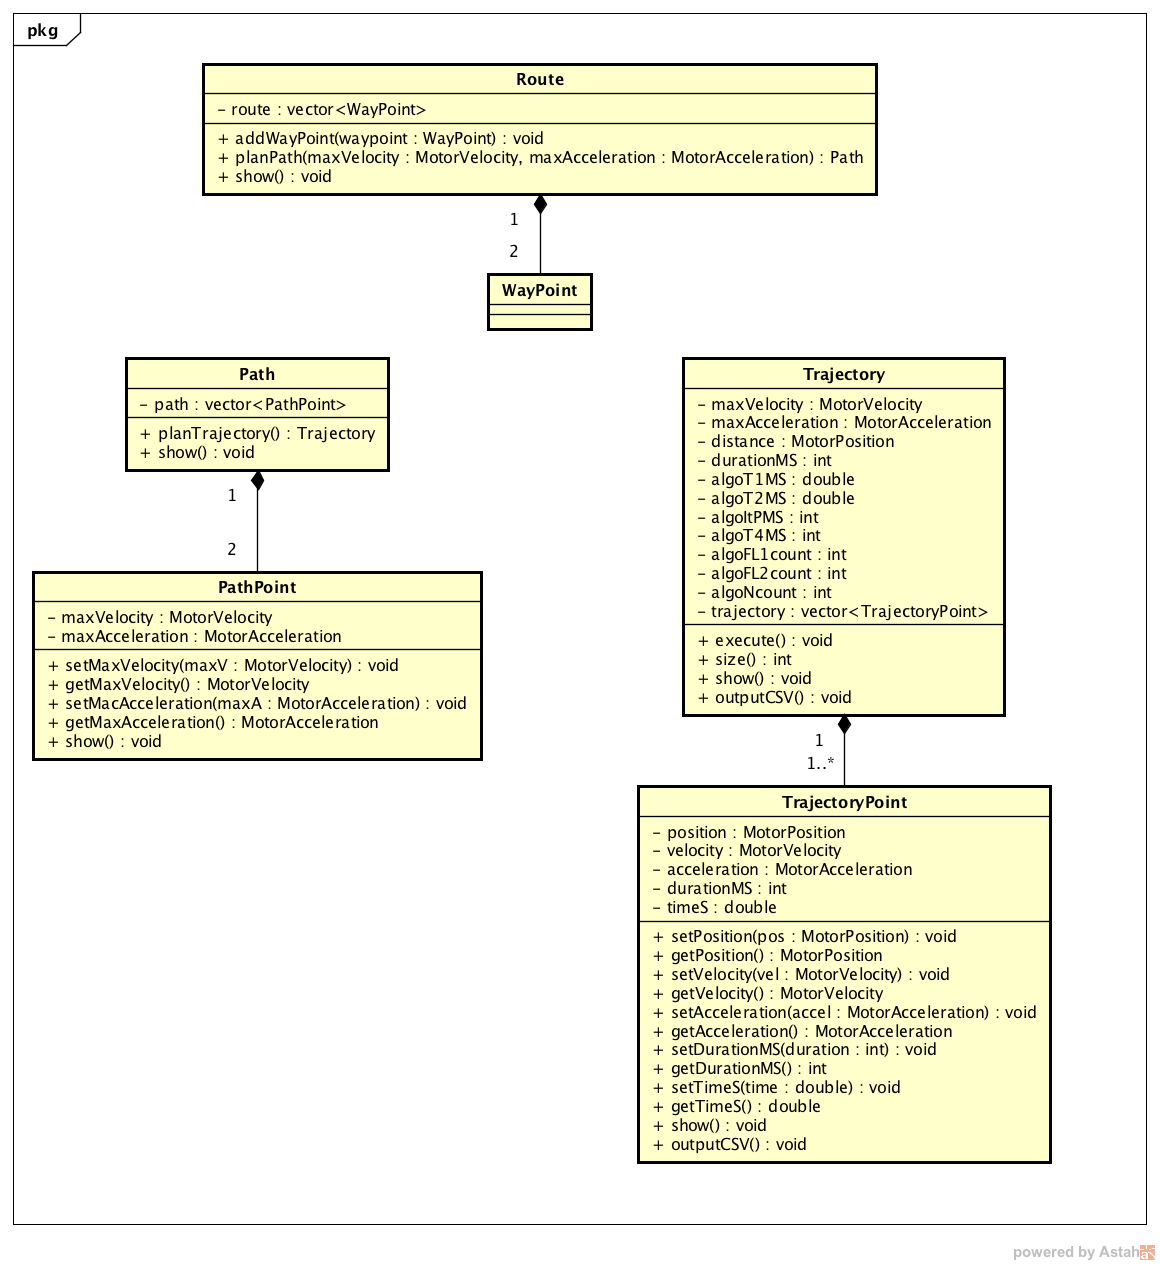 pkg
Route
- route : vector<WayPoint>
+ addWayPoint(waypoint : WayPoint) : void
+ planPath(maxVelocity : MotorVelocity, maxAcceleration : MotorAcceleration) : Path
+ show() : void
1
2
WayPoint
Path
- path : vector<PathPoint>
+ planTrajectory() : Trajectory
+ show() : void
1
2
PathPoint
- maxVelocity : MotorVelocity
- maxAcceleration : MotorAcceleration
+ setMaxVelocity(maxV : MotorVelocity) : void
+ getMaxVelocity() : MotorVelocity
+ setMacAcceleration(maxA : MotorAcceleration) : void
+ getMaxAcceleration() : MotorAcceleration
+ show() : void
Trajectory
- maxVelocity : MotorVelocity
- maxAcceleration : MotorAcceleration
- distance : MotorPosition
- durationMS : int
- algoT1MS : double
- algoT2MS : double
- algoItPMS : int
- algoT4MS : int
- algoFL1count : int
- algoFL2count : int
- algoNcount : int
- trajectory : vector<TrajectoryPoint>
+ execute() : void
+ size() : int
+ show() : void
+ outputCSV() : void
1
1..*
TrajectoryPoint
- position : MotorPosition
- velocity : MotorVelocity
- acceleration : MotorAcceleration
- durationMS : int
- timeS : double
+ setPosition(pos : MotorPosition) : void
+ getPosition() : MotorPosition
+ setVelocity(vel : MotorVelocity) : void
+ getVelocity() : MotorVelocity
+ setAcceleration(accel : MotorAcceleration) : void
+ getAcceleration() : MotorAcceleration
+ setDurationMS(duration : int) : void
+ getDurationMS() : int
+ setTimeS(time : double) : void
+ getTimeS() : double
+ show() : void
+ outputCSV() : void
powered by Astah